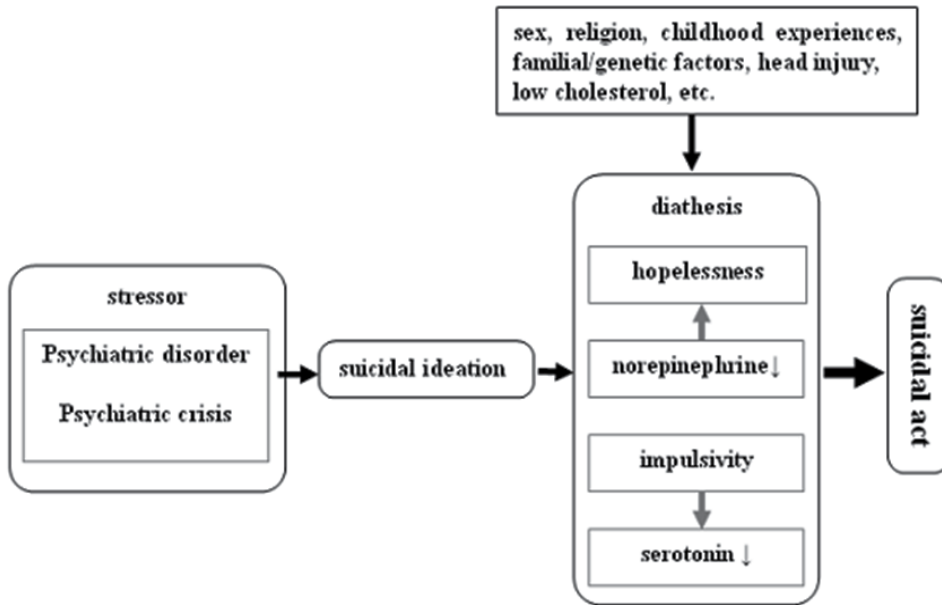 sex, religion, childhood experiences,
familial/genetic factors, head injury,
low cholesterol, etc.
diathesis
hopelessness
stressor
Psychiatric disorder
suicidal ideation
norepinephrine↓
Psychiatric crisis
impulsivity
serotonin ↓
suicidal act